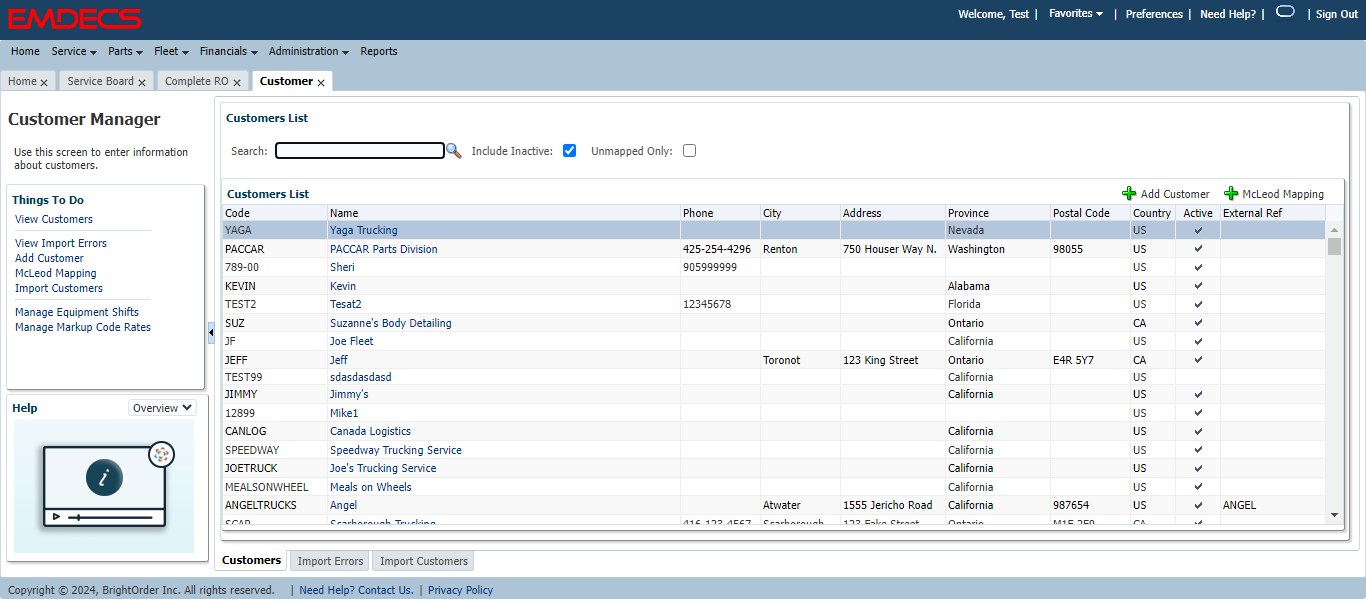 EMDECS
Welcome, Test | Favorites | Preferences | Need Help? | | Sign Out
Home Service Parts Fleet Financials Administration Reports
Home x Service Board x Complete RO x Customer x
Customer Manager
Use this screen to enter information
about customers.
Things To Do
View Customers
View Import Errors
Add Customer
McLeod Mapping
Import Customers
Manage Equipment Shifts
Manage Markup Code Rates
Help Overview
i
Customers List
Search: Include Inactive: Unmapped Only:
Customers List Add Customer McLeod Mapping
Code Name Phone City Address Province Postal Code Country Active External Ref
YAGA Yaga Trucking Nevada US ✓
PACCAR PACCAR Parts Division 425-254-4296 Renton 750 Houser Way N. Washington 98055 US ✓
789-00 Sheri 905999999 US ✓
KEVIN Kevin Alabama US ✓
TEST2 Tesat2 12345678 Florida US ✓
SUZ Suzanne's Body Detailing Ontario CA ✓
JF Joe Fleet California US ✓
JEFF Jeff Toronot 123 King Street Ontario E4R 5Y7 CA ✓
TEST99 sdasdasdasd California US
JIMMY Jimmy's California US ✓
12899 Mike1 US ✓
CANLOG Canada Logistics California US ✓
SPEEDWAY Speedway Trucking Service California US ✓
JOETRUCK Joe's Trucking Service California US ✓
MEALSONWHEEL Meals on Wheels California US ✓
ANGELTRUCKS Angel Atwater 1555 Jericho Road California 987654 US ✓ ANGEL
SCAR Scarborough Trucking 416-123-4567 Scarborough 123 Fake Street Ontario CA ✓
Customers Import Errors Import Customers
Copyright © 2024, BrightOrder Inc. All rights reserved. | Need Help? Contact Us. | Privacy Policy